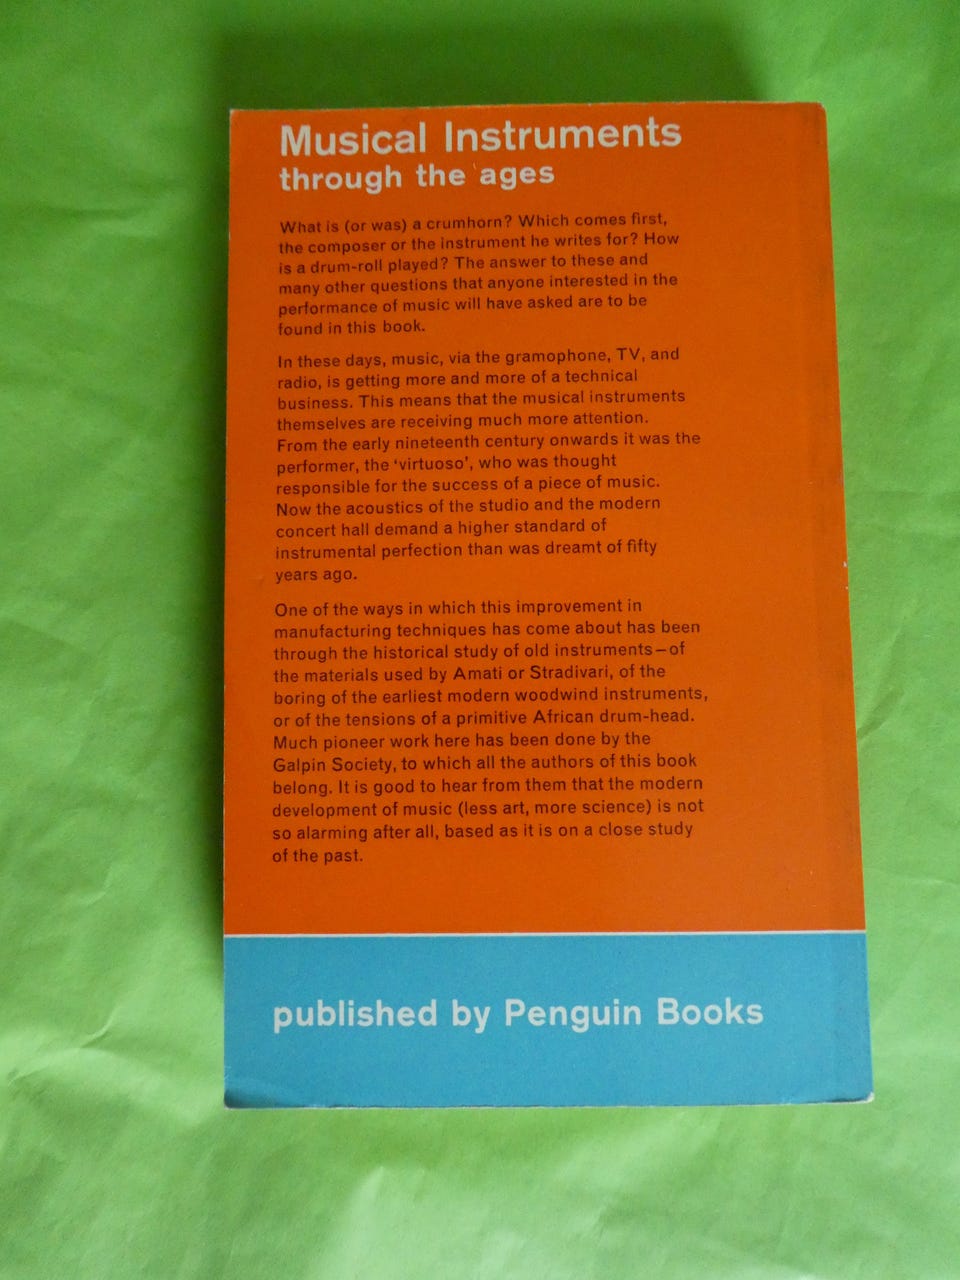 Musical Instruments
through the ages
What is (or was) a crumhorn? Which comes first,
the composer or the instrument he writes for? How
is a drum-roll played? The answer to these and
many other questions that anyone interested in the
performance of music will have asked are to be
found in this book.
In these days, music, via the gramophone, TV, and
radio, is getting more and more of a technical
business. This means that the musical instruments
themselves are receiving much more attention.
From the early nineteenth century onwards it was the
performer, the ‘virtuoso’, who was thought
responsible for the success of a piece of music.
Now the acoustics of the studio and the modern
concert hall demand a higher standard of
instrumental perfection than was dreamt of fifty
years ago.
One of the ways in which this improvement in
manufacturing techniques has come about has been
through the historical study of old instruments–of
the materials used by Amati or Stradivari, of the
boring of the earliest modern woodwind instruments,
or of the tensions of a primitive African drum-head.
Much pioneer work here has been done by the
Galpin Society, to which all the authors of this book
belong. It is good to hear from them that the modern
development of music (less art, more science) is not
so alarming after all, based as it is on a close study
of the past.
published by Penguin Books